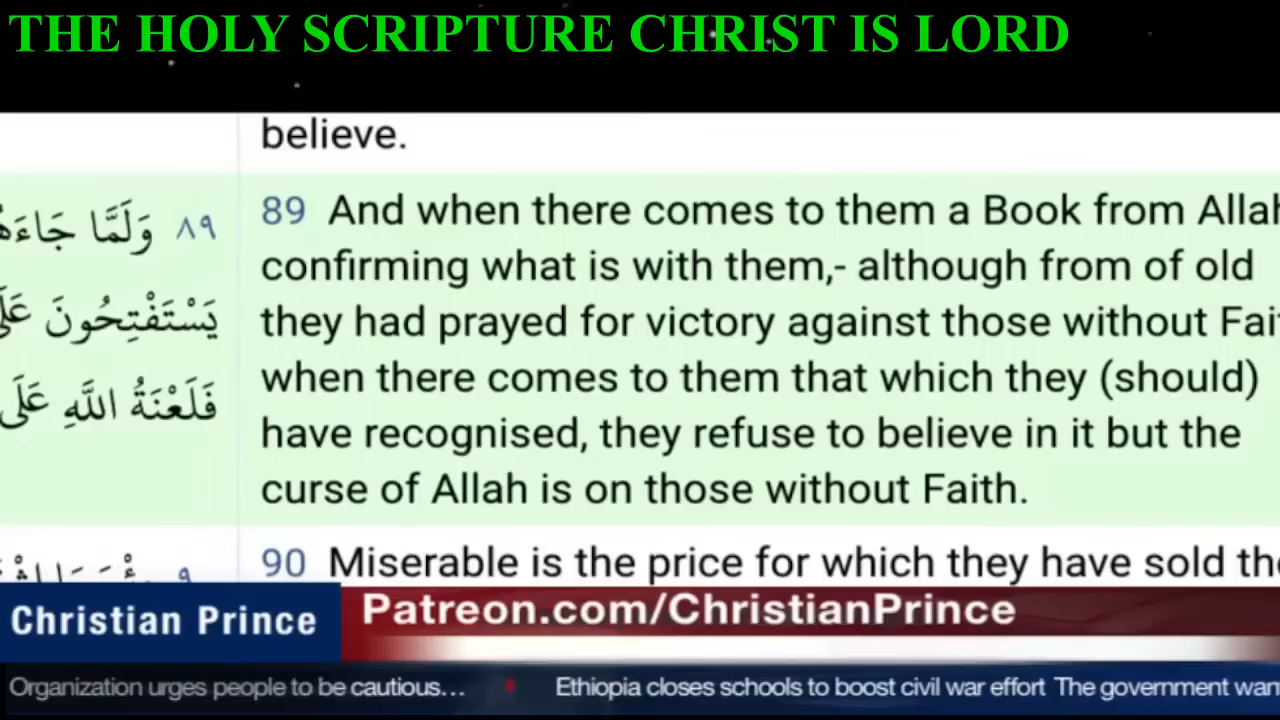 THE HOLY SCRIPTURE CHRIST IS LORD
believe.
٨٩ وَلَمَّا
يَسْتَفْتِحُونَ
فَلَعْنَةُ اللَّهِ عَلَى
89 And when there comes to them a Book from Allah
confirming what is with them,- although from of old
they had prayed for victory against those without
when there comes to them that which they (should)
have recognised, they refuse to believe in it but the
curse of Allah is on those without Faith.
90 Miserable is the price for which they have sold
Christian Prince
Patreon.com/ChristianPrince
Organization urges people to be cautious...
Ethiopia closes schools to boost civil war effort The government